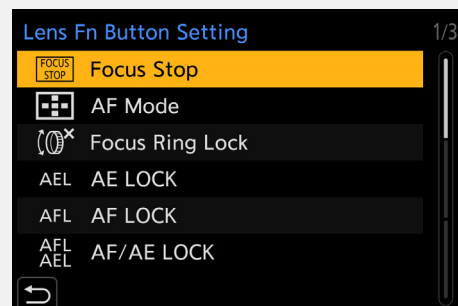 Lens Fn Button Setting 1/3
FOCUS STOP Focus Stop
AF Mode
Focus Ring Lock
AEL AE LOCK
AFL AF LOCK
AFL AEL AF/AE LOCK